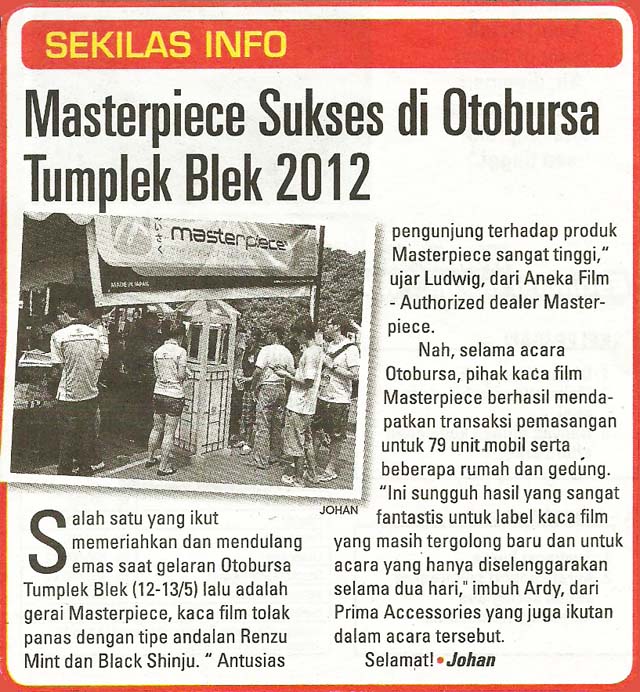 SEKILAS INFO
Masterpiece Sukses di Otobursa
Tumplek Blek 2012
masterpiece
MADE IN JAPAN
JOHAN
Salah satu yang ikut
memeriahkan dan mendulang
emas saat gelaran Otobursa
Tumplek Blek (12-13/5) lalu adalah
gerai Masterpiece, kaca film tolak
panas dengan tipe andalan Renzu
Mint dan Black Shinju. “ Antusias
pengunjung terhadap produk
Masterpiece sangat tinggi,“
ujar Ludwig, dari Aneka Film
- Authorized dealer Master-
piece.
Nah, selama acara
Otobursa, pihak kaca film
Masterpiece berhasil menda-
patkan transaksi pemasangan
untuk 79 unit mobil serta
beberapa rumah dan gedung.
“Ini sungguh hasil yang sangat
fantastis untuk label kaca film
yang masih tergolong baru dan untuk
acara yang hanya diselenggarakan
selama dua hari," imbuh Ardy, dari
Prima Accessories yang juga ikutan
dalam acara tersebut.
Selamat! • Johan